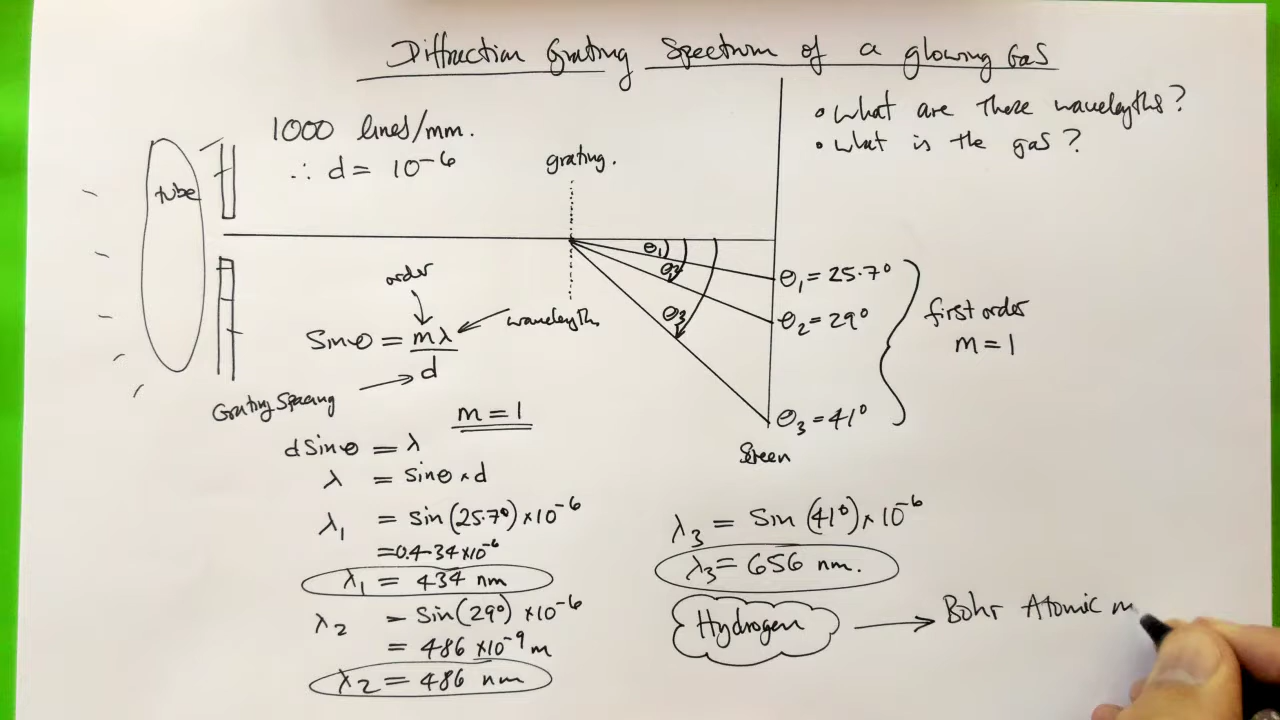 Diffraction Grating Spectrum of a glowing Gas
1000 lines/mm.
∴ d = 10⁻⁶
• What are these wavelegths?
• What is the gas?
tube
grating.
θ₁
θ₂
θ₃
θ₁ = 25.7°
θ₂ = 29°
θ₃ = 41°
first order
m = 1
Screen
order
wavelegths
Sinθ = mλ
d
Grating Spacing
m = 1
d Sinθ = λ
λ = Sinθ × d
λ₁ = Sin(25.7°) × 10⁻⁶
= 0.434 × 10⁻⁶
λ₁ = 434 nm
λ₂ = Sin(29°) × 10⁻⁶
= 486 × 10⁻⁹ m
λ₂ = 486 nm
λ₃ = Sin(41°) × 10⁻⁶
λ₃ = 656 nm.
Hydrogen → Bohr Atomic m